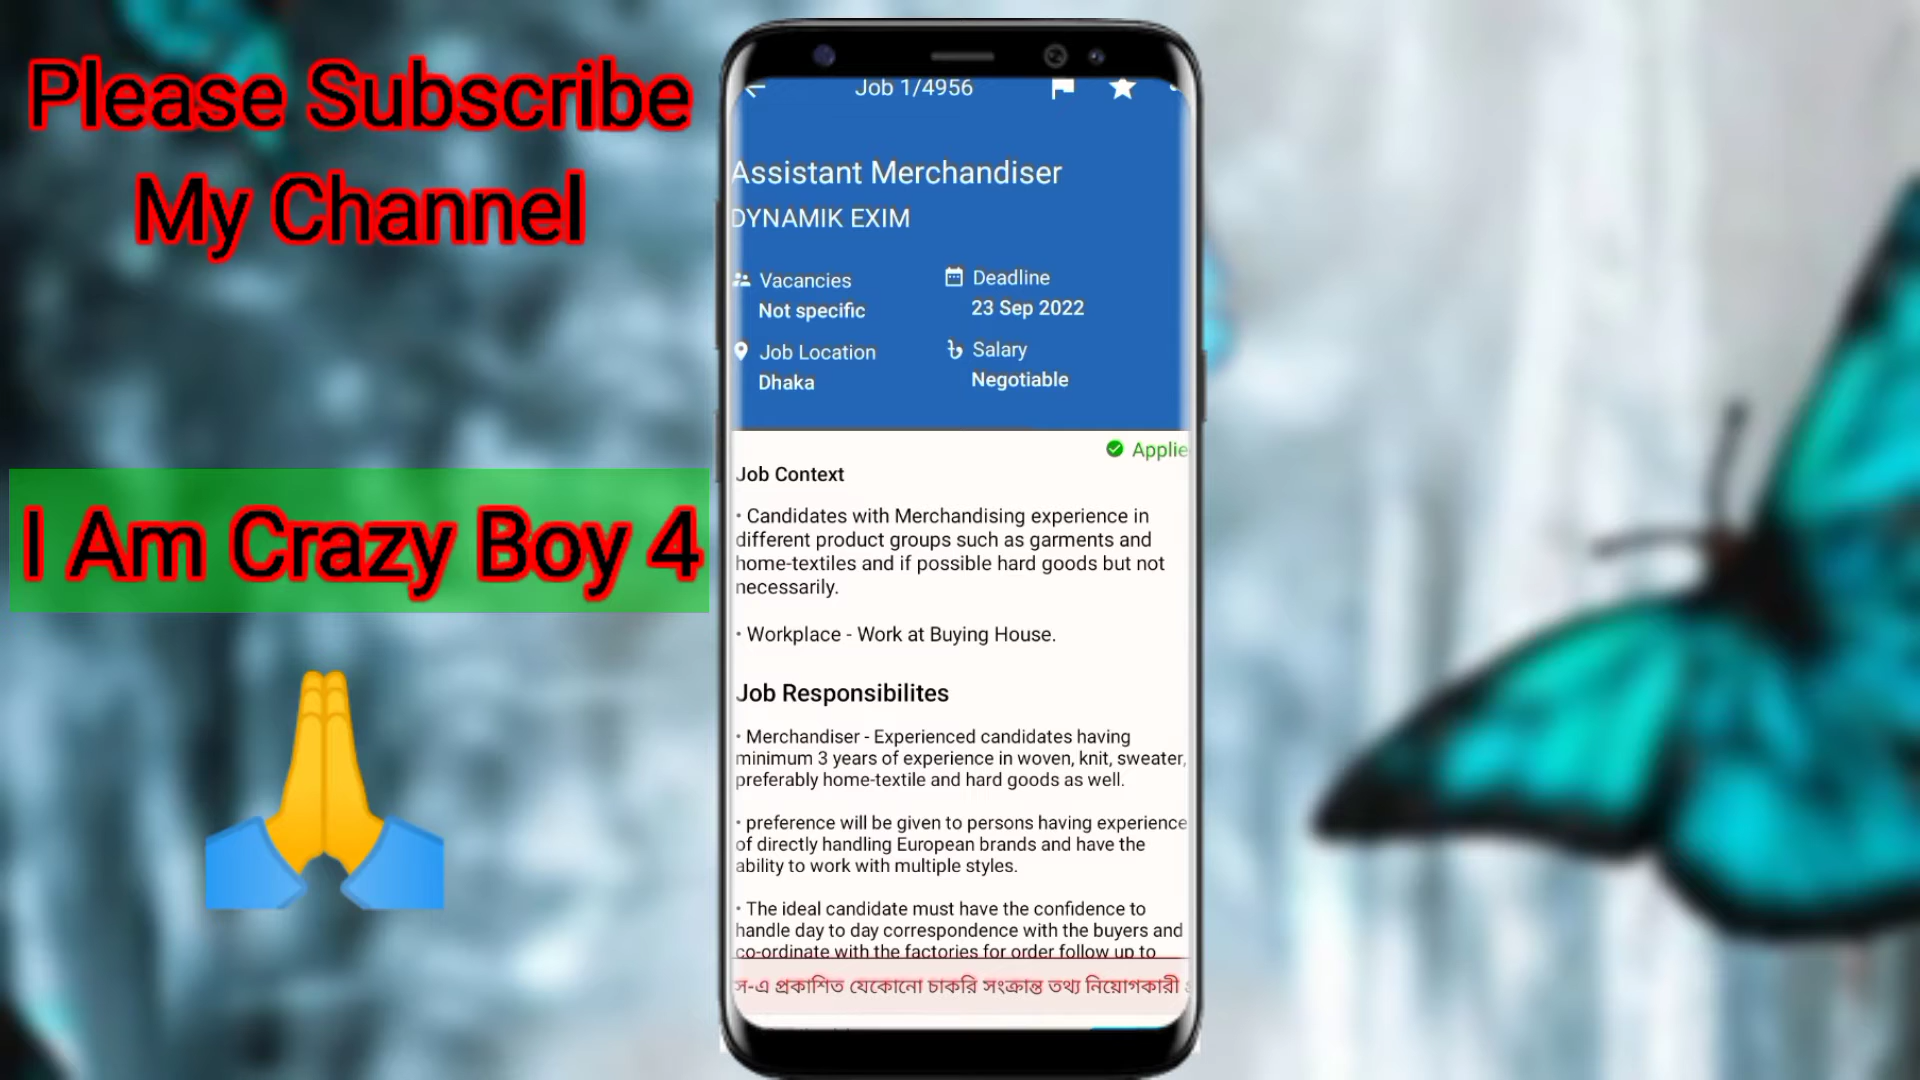 Please Subscribe
My Channel
I Am Crazy Boy 4
Job 1/4956
Assistant Merchandiser
DYNAMIK EXIM
Vacancies
Not specific
Deadline
23 Sep 2022
Job Location
Dhaka
Salary
Negotiable
Applie
Job Context
• Candidates with Merchandising experience in
different product groups such as garments and
home-textiles and if possible hard goods but not
necessarily.
• Workplace - Work at Buying House.
Job Responsibilites
• Merchandiser - Experienced candidates having
minimum 3 years of experience in woven, knit, sweater,
preferably home-textile and hard goods as well.
• preference will be given to persons having experience
of directly handling European brands and have the
ability to work with multiple styles.
• The ideal candidate must have the confidence to
handle day to day correspondence with the buyers and
co-ordinate with the factories for order follow up to
স-এ প্রকাশিত যেকোনো চাকরি সংক্রান্ত তথ্য নিয়োগকারী